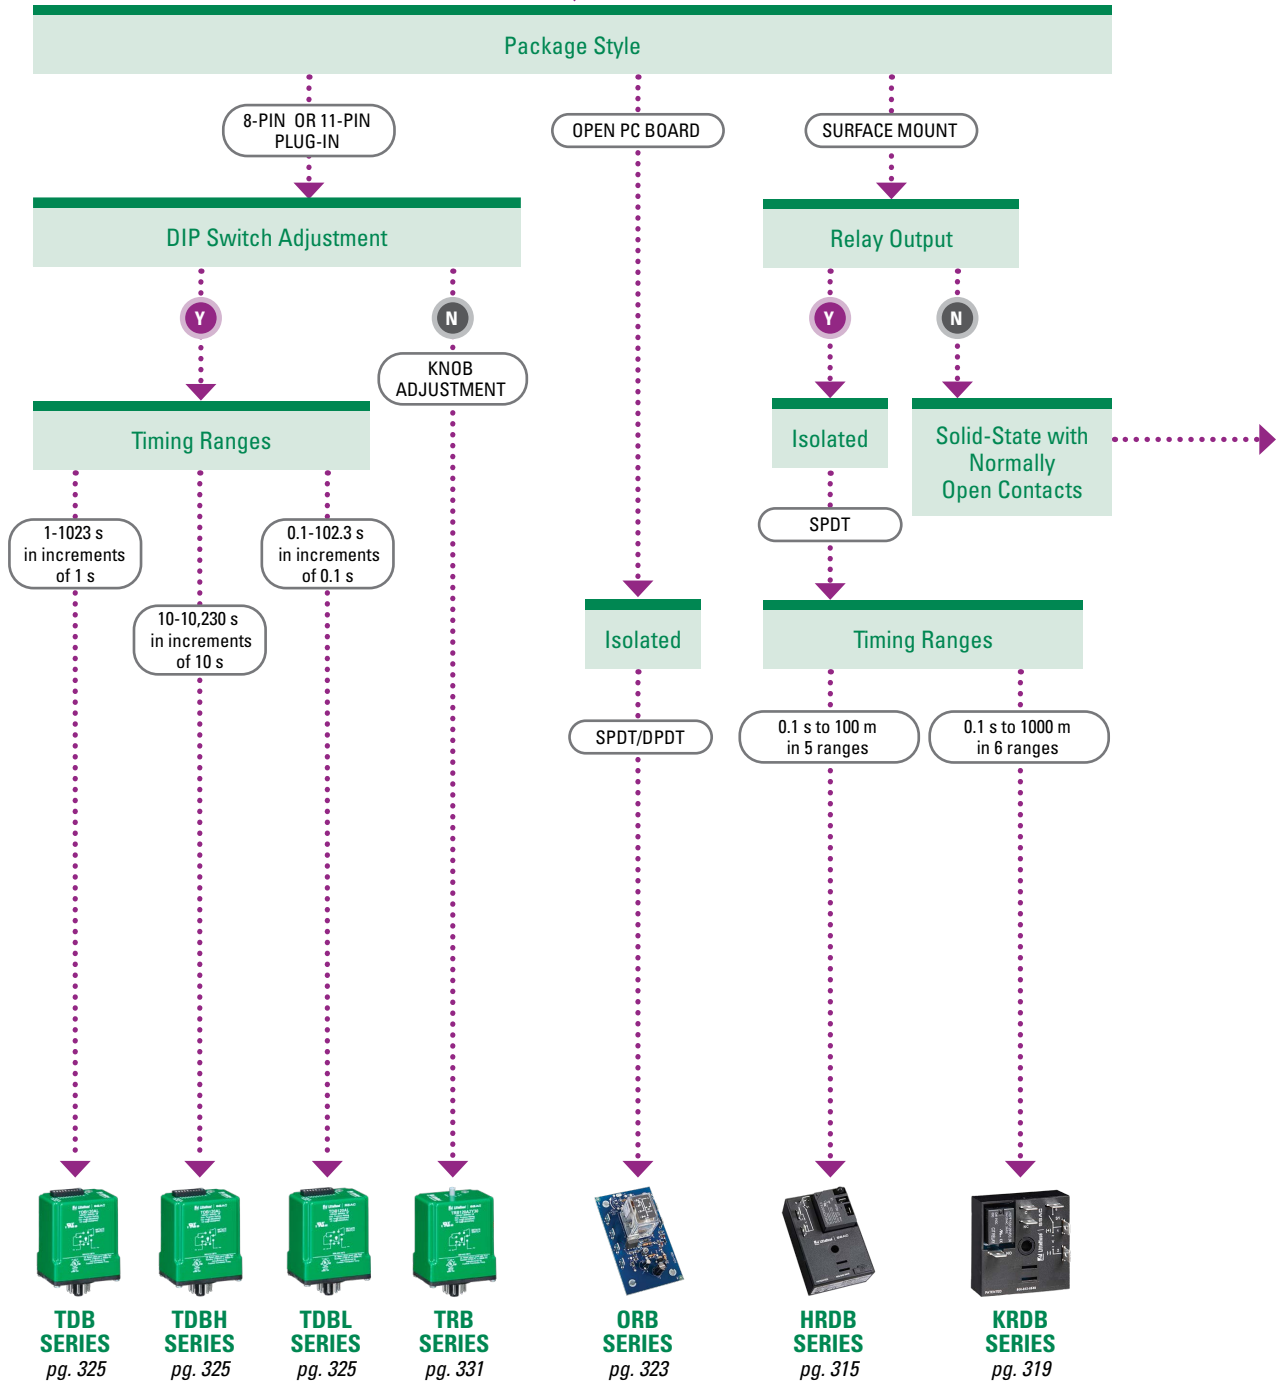 Package Style
8-PIN OR 11-PIN
PLUG-IN
OPEN PC BOARD
SURFACE MOUNT
DIP Switch Adjustment
Relay Output
Y
N
Y
N
KNOB
ADJUSTMENT
Timing Ranges
Isolated
Solid-State with
Normally
Open Contacts
1-1023 s
in increments
of 1 s
0.1-102.3 s
in increments
of 0.1 s
SPDT
10-10,230 s
in increments
of 10 s
Isolated
Timing Ranges
SPDT/DPDT
0.1 s to 100 m
in 5 ranges
0.1 s to 1000 m
in 6 ranges
TDB
SERIES
pg. 325
TDBH
SERIES
pg. 325
TDBL
SERIES
pg. 325
TRB
SERIES
pg. 331
ORB
SERIES
pg. 323
HRDB
SERIES
pg. 315
KRDB
SERIES
pg. 319